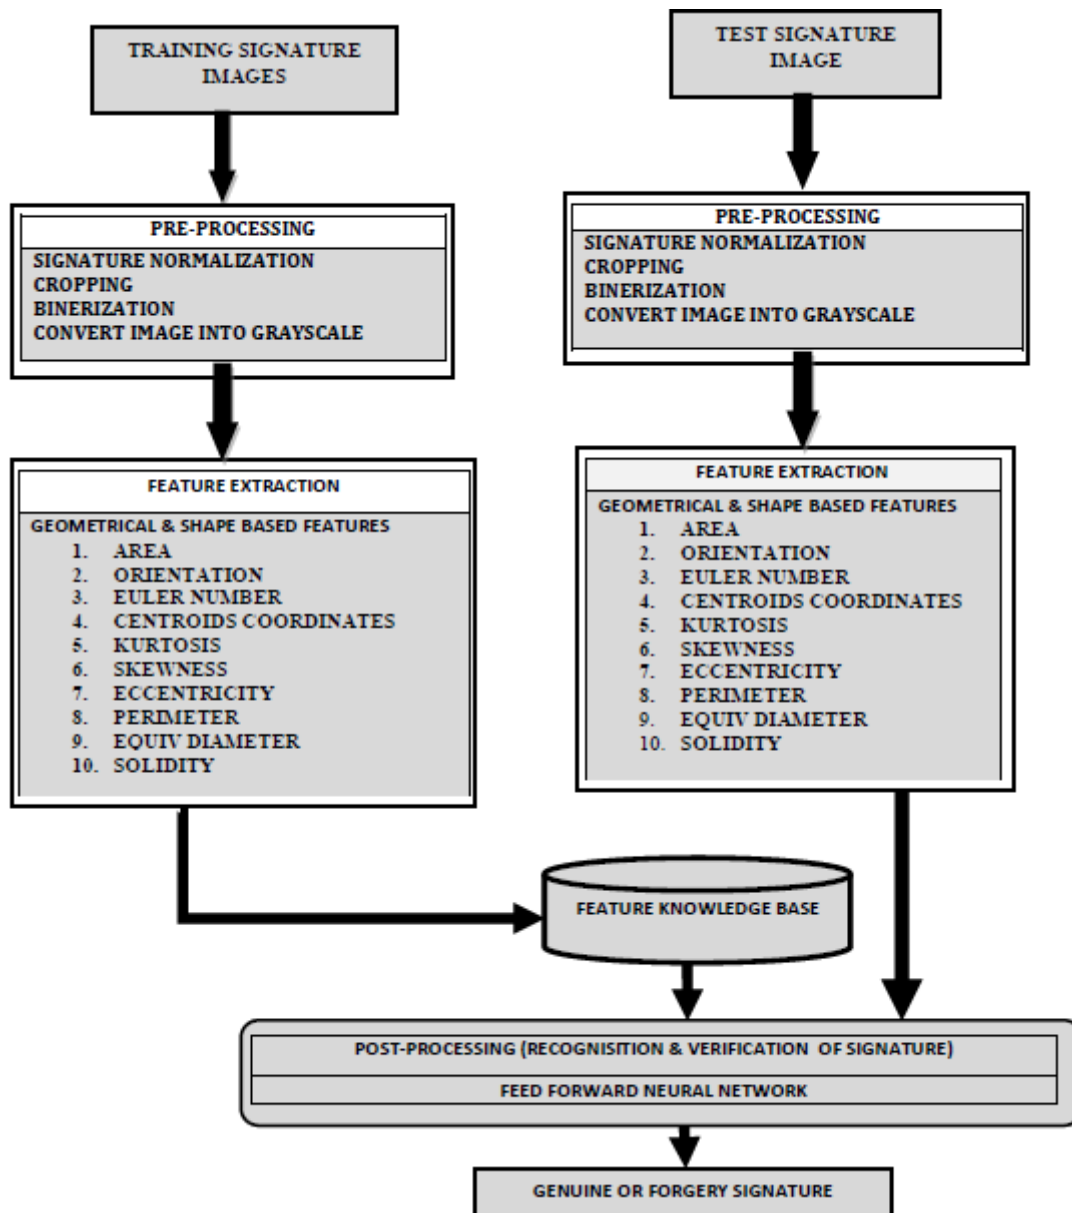 TRAINING SIGNATURE
IMAGES
PRE-PROCESSING
SIGNATURE NORMALIZATION
CROPPING
BINERIZATION
CONVERT IMAGE INTO GRAYSCALE
FEATURE EXTRACTION
GEOMETRICAL & SHAPE BASED FEATURES
1. AREA
2. ORIENTATION
3. EULER NUMBER
4. CENTROIDS COORDINATES
5. KURTOSIS
6. SKEWNESS
7. ECCENTRICITY
8. PERIMETER
9. EQUIV DIAMETER
10. SOLIDITY
TEST SIGNATURE
IMAGE
PRE-PROCESSING
SIGNATURE NORMALIZATION
CROPPING
BINERIZATION
CONVERT IMAGE INTO GRAYSCALE
FEATURE EXTRACTION
GEOMETRICAL & SHAPE BASED FEATURES
1. AREA
2. ORIENTATION
3. EULER NUMBER
4. CENTROIDS COORDINATES
5. KURTOSIS
6. SKEWNESS
7. ECCENTRICITY
8. PERIMETER
9. EQUIV DIAMETER
10. SOLIDITY
FEATURE KNOWLEDGE BASE
POST-PROCESSING (RECOGNISITION & VERIFICATION OF SIGNATURE)
FEED FORWARD NEURAL NETWORK
GENUINE OR FORGERY SIGNATURE